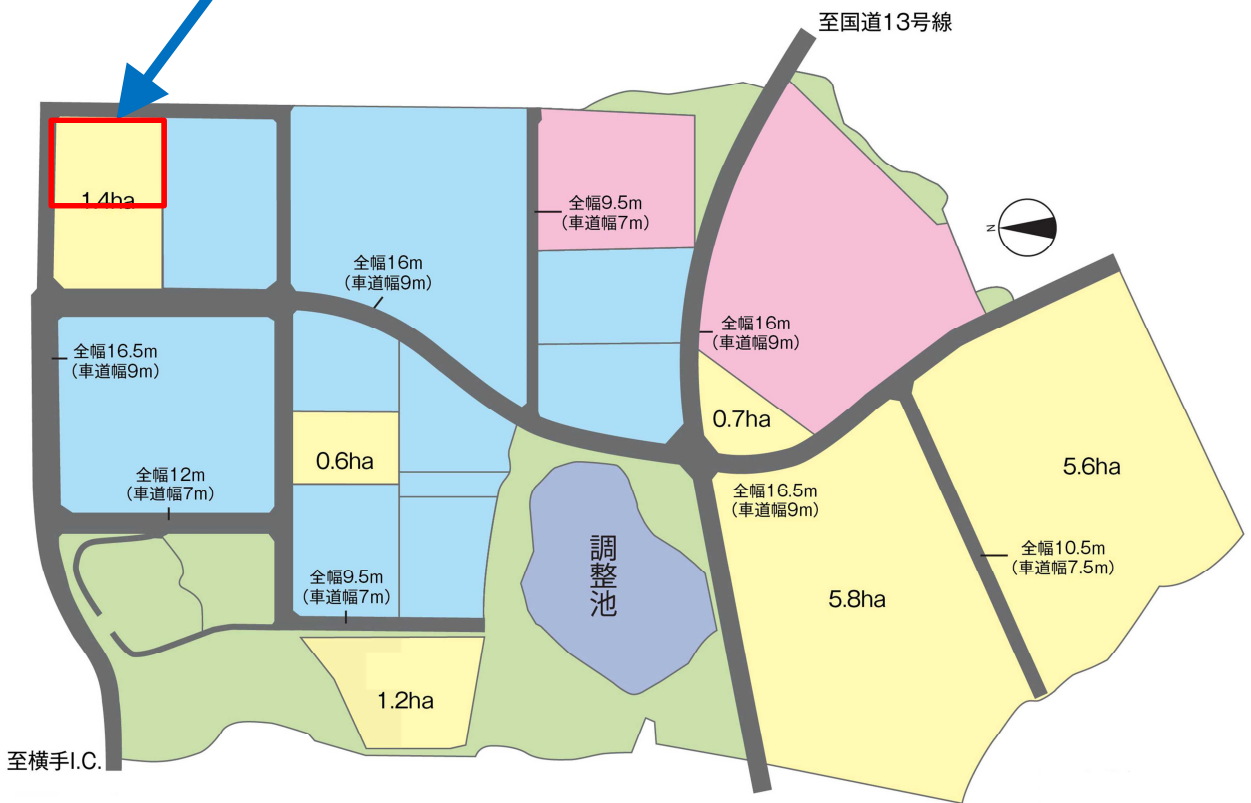 至国道13号線
1.4ha
全幅9.5m
(車道幅7m)
N
全幅16m
(車道幅9m)
全幅16m
(車道幅9m)
全幅16.5m
(車道幅9m)
0.7ha
0.6ha
5.6ha
全幅12m
(車道幅7m)
全幅16.5m
(車道幅9m)
調整池
全幅10.5m
(車道幅7.5m)
全幅9.5m
(車道幅7m)
5.8ha
1.2ha
至横手I.C.